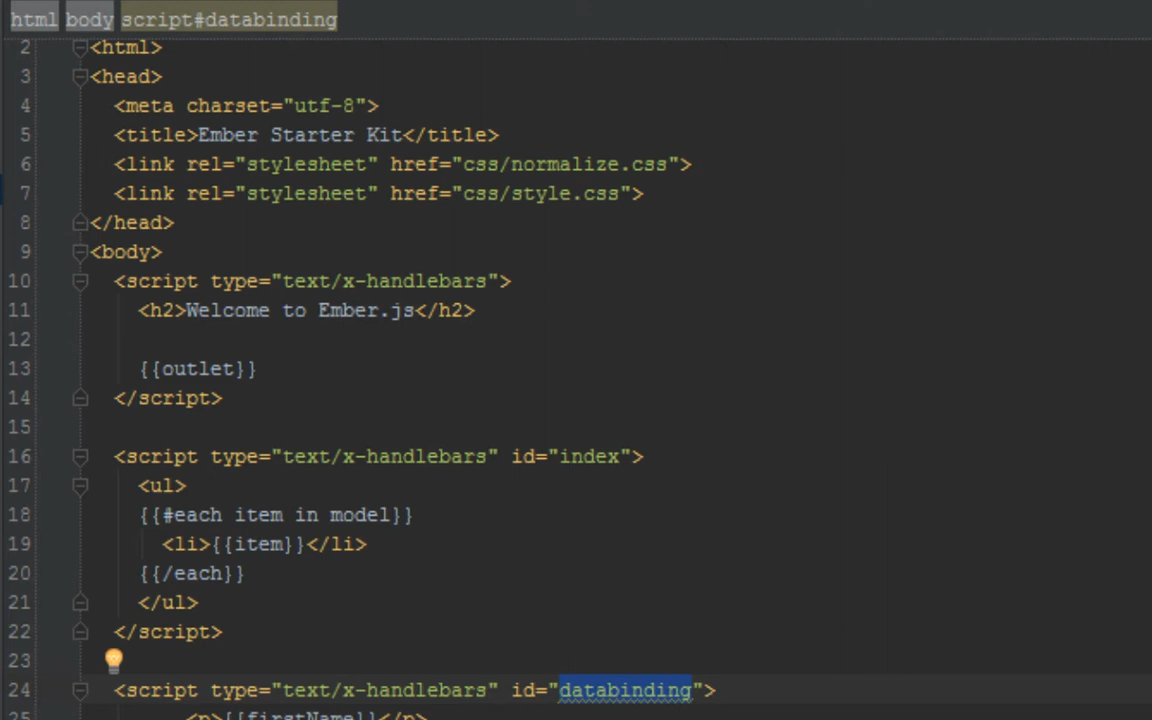 html body script#databinding
2 <html>
3 <head>
4 <meta charset="utf-8">
5 <title>Ember Starter Kit</title>
6 <link rel="stylesheet" href="css/normalize.css">
7 <link rel="stylesheet" href="css/style.css">
8 </head>
9 <body>
10 <script type="text/x-handlebars">
11 <h2>Welcome to Ember.js</h2>
12
13 {{outlet}}
14 </script>
15
16 <script type="text/x-handlebars" id="index">
17 <ul>
18 {{#each item in model}}
19 <li>{{item}}</li>
20 {{/each}}
21 </ul>
22 </script>
23
24 <script type="text/x-handlebars" id="databinding">
25 <p>{{firstName}}</p>